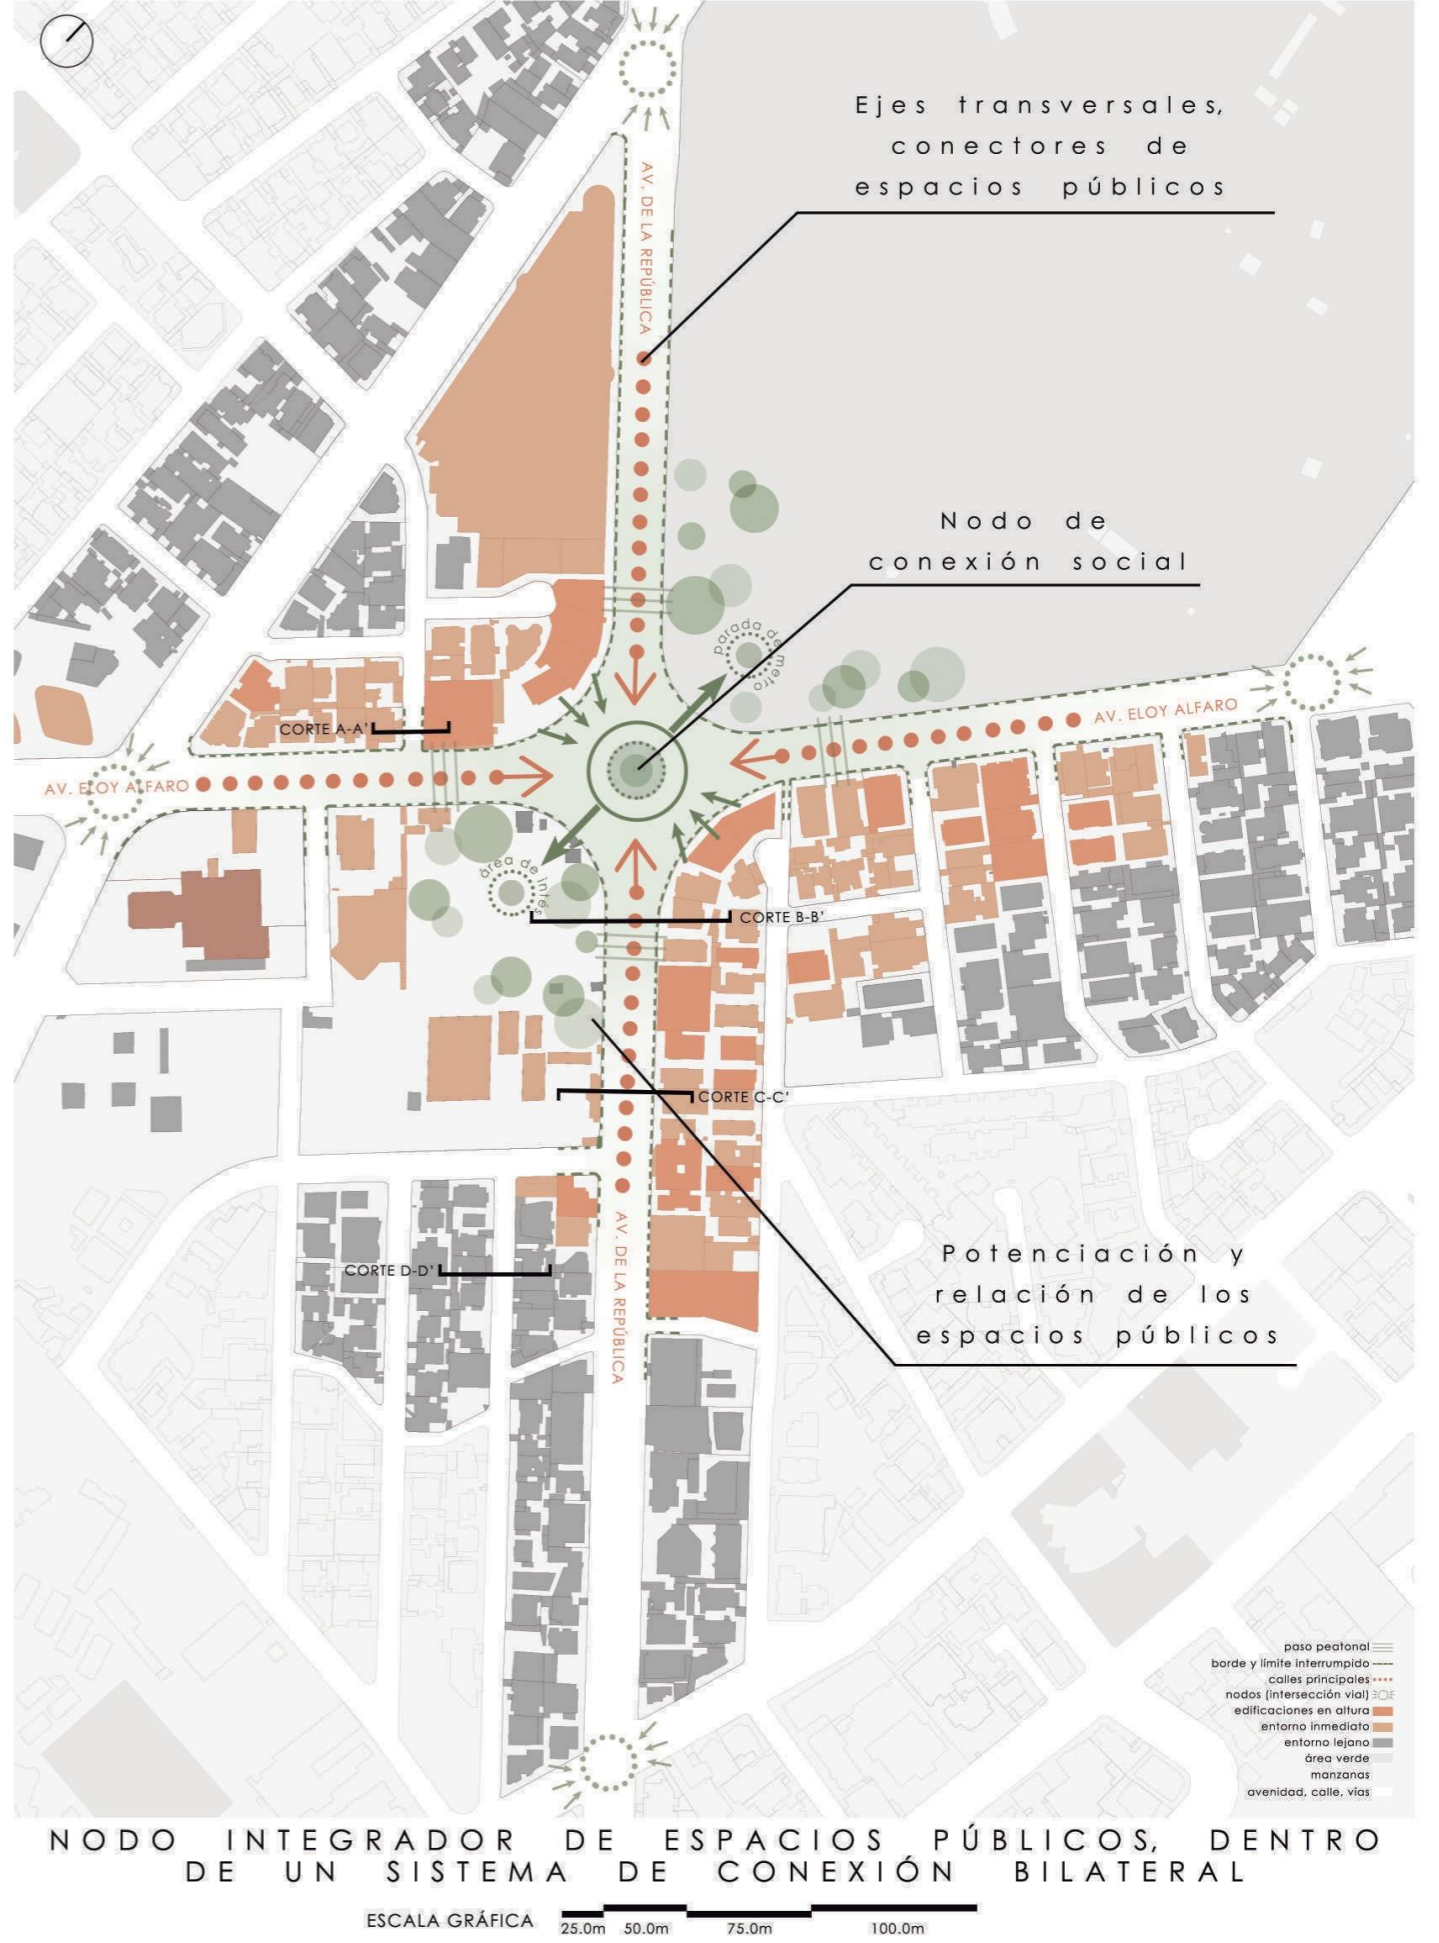 Ejes transversales,
conectores de
espacios públicos
AV. DE LA REPÚBLICA
Nodo de
conexión social
parada de metro
AV. ELOY ALFARO
CORTE A-A'
AV. ELOY ALFARO
área de intés
CORTE B-B'
CORTE C-C'
AV. DE LA REPÚBLICA
CORTE D-D'
Potenciación y
relación de los
espacios públicos
paso peatonal
borde y límite interrumpido
calles principales
nodos (intersección vial)
edificaciones en altura
entorno inmediato
entorno lejano
área verde
manzanas
avenidad, calle, vías
NODO INTEGRADOR DE ESPACIOS PÚBLICOS, DENTRO
DE UN SISTEMA DE CONEXIÓN BILATERAL
ESCALA GRÁFICA
25.0m 50.0m 75.0m 100.0m